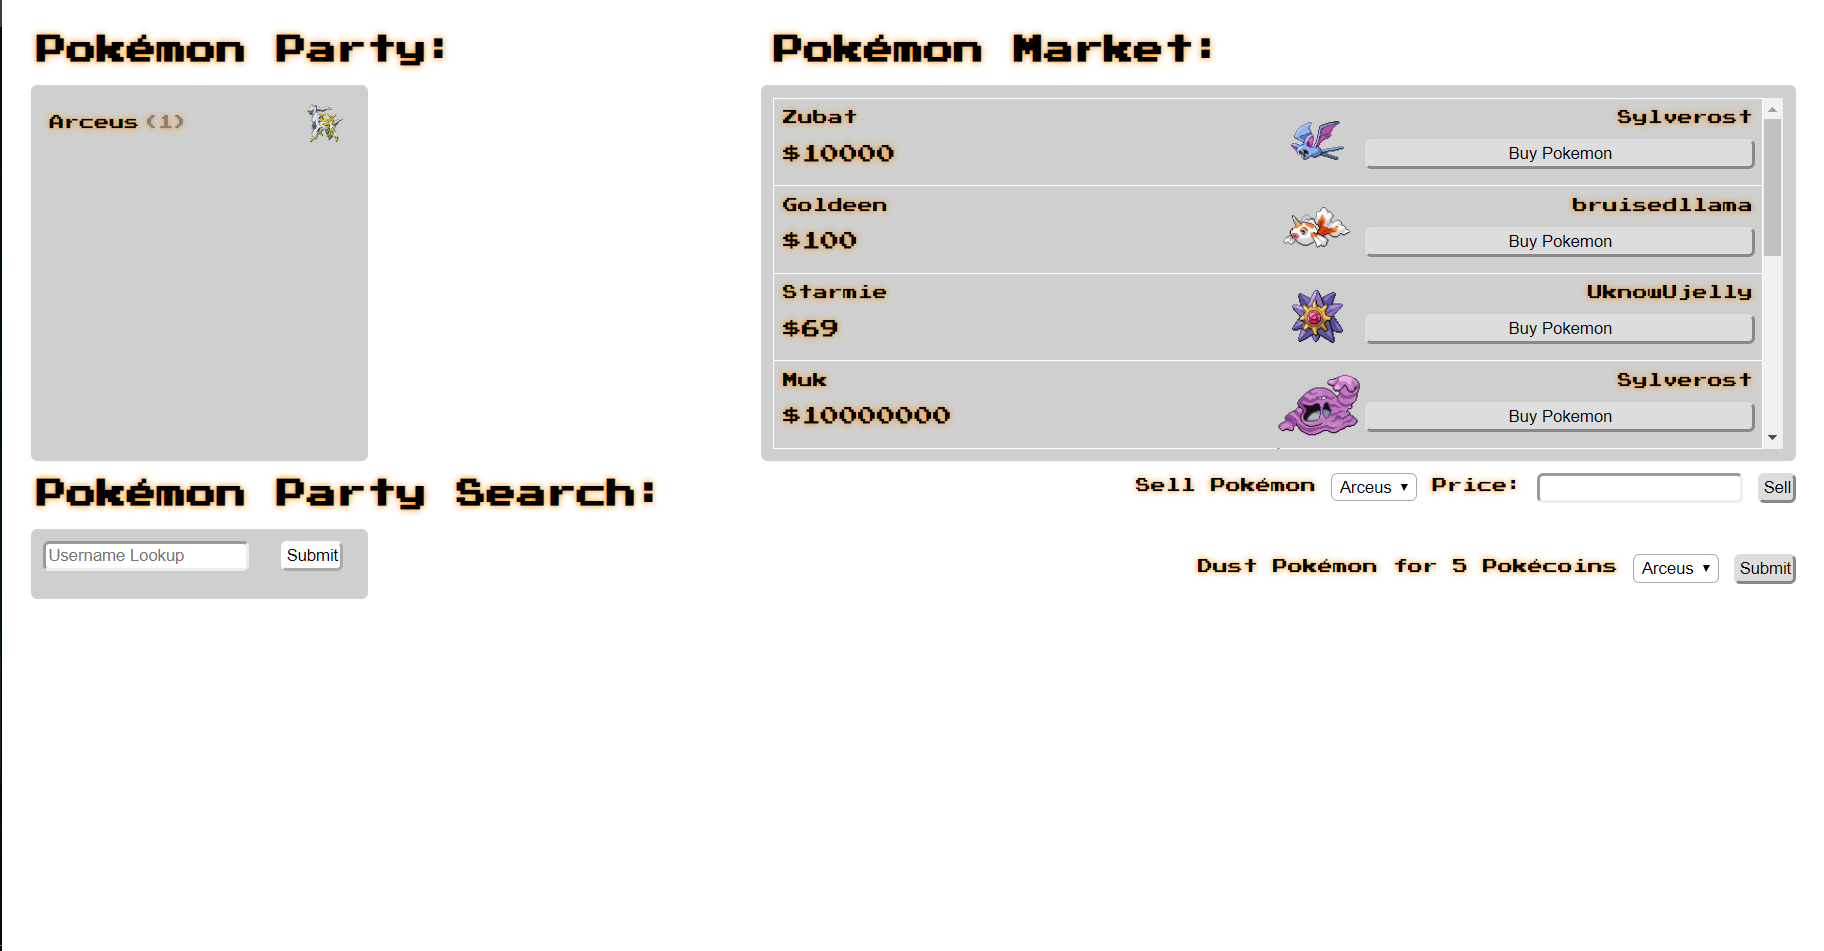 Pokémon Party:
Arceus (1)
Pokémon Party Search:
Username Lookup
Submit
Pokémon Market:
Zubat
Sylverost
$10000
Buy Pokemon
Goldeen
bruisedllama
$100
Buy Pokemon
Starmie
UknowUjelly
$69
Buy Pokemon
Muk
Sylverost
$10000000
Buy Pokemon
Sell Pokémon Arceus Price: Sell
Dust Pokémon for 5 Pokécoins Arceus Submit